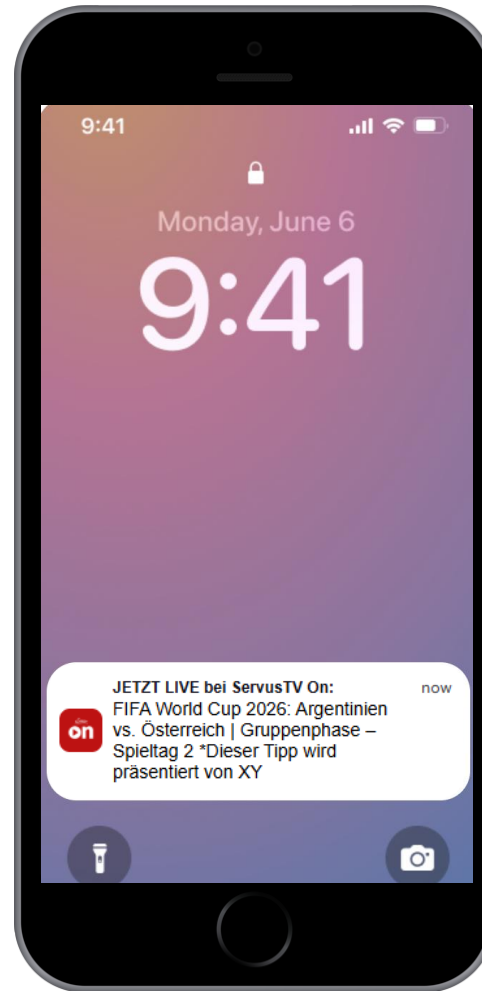 9:41
Monday, June 6
9:41
JETZT LIVE bei ServusTV On:
now
FIFA World Cup 2026: Argentinien
vs. Österreich | Gruppenphase –
Spieltag 2 *Dieser Tipp wird
präsentiert von XY
on